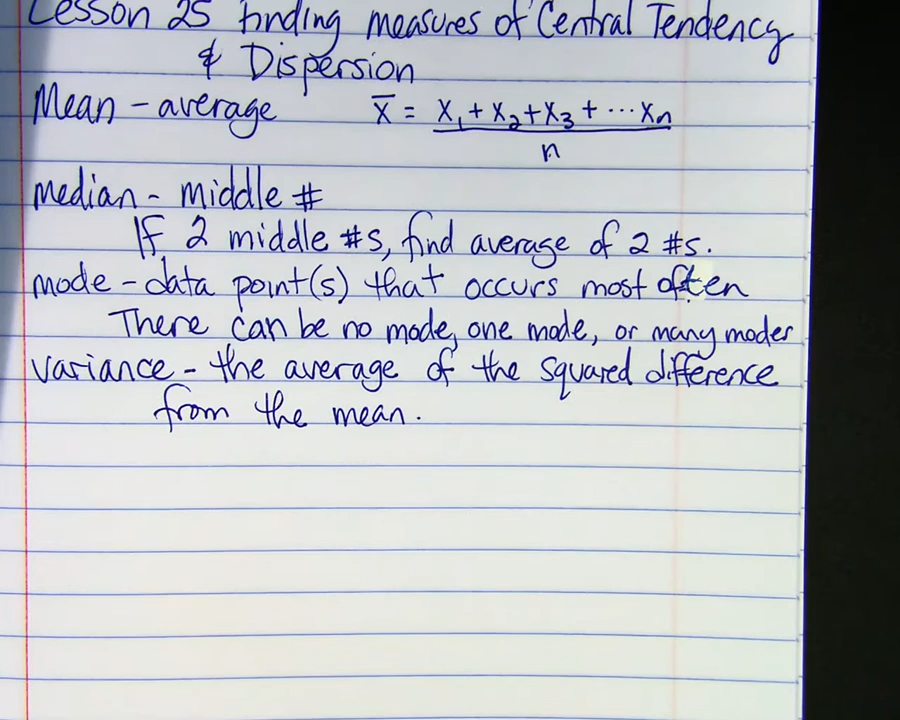 Lesson 25 finding measures of Central Tendency
& Dispersion
Mean - average x̄ = x₁ + x₂ + x₃ + ... xₙ
n
median - middle #
If 2 middle #s, find average of 2 #s.
mode - data point(s) that occurs most often
There can be no mode, one mode, or many modes
variance - the average of the squared difference
from the mean.